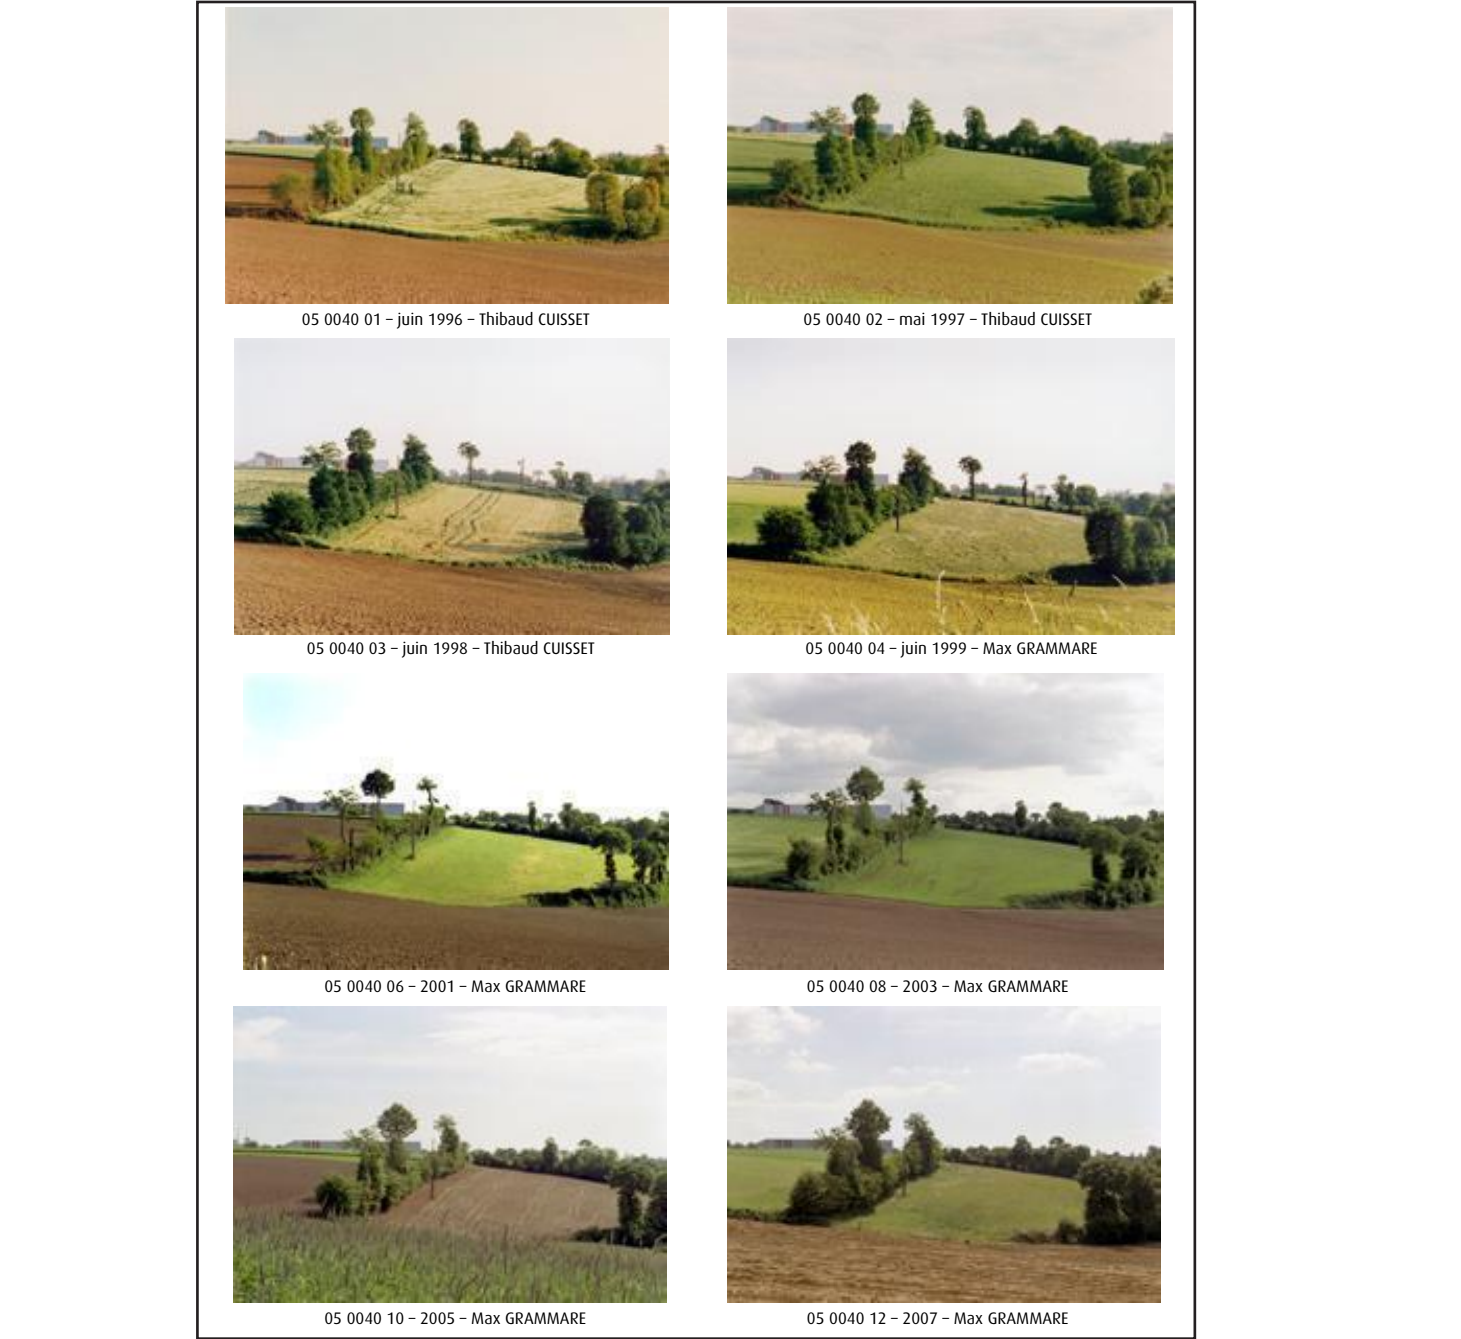 05 0040 01 – juin 1996 – Thibaud CUISSET
05 0040 02 – mai 1997 – Thibaud CUISSET
05 0040 03 – juin 1998 – Thibaud CUISSET
05 0040 04 – juin 1999 – Max GRAMMARE
05 0040 06 – 2001 – Max GRAMMARE
05 0040 08 – 2003 – Max GRAMMARE
05 0040 10 – 2005 – Max GRAMMARE
05 0040 12 – 2007 – Max GRAMMARE